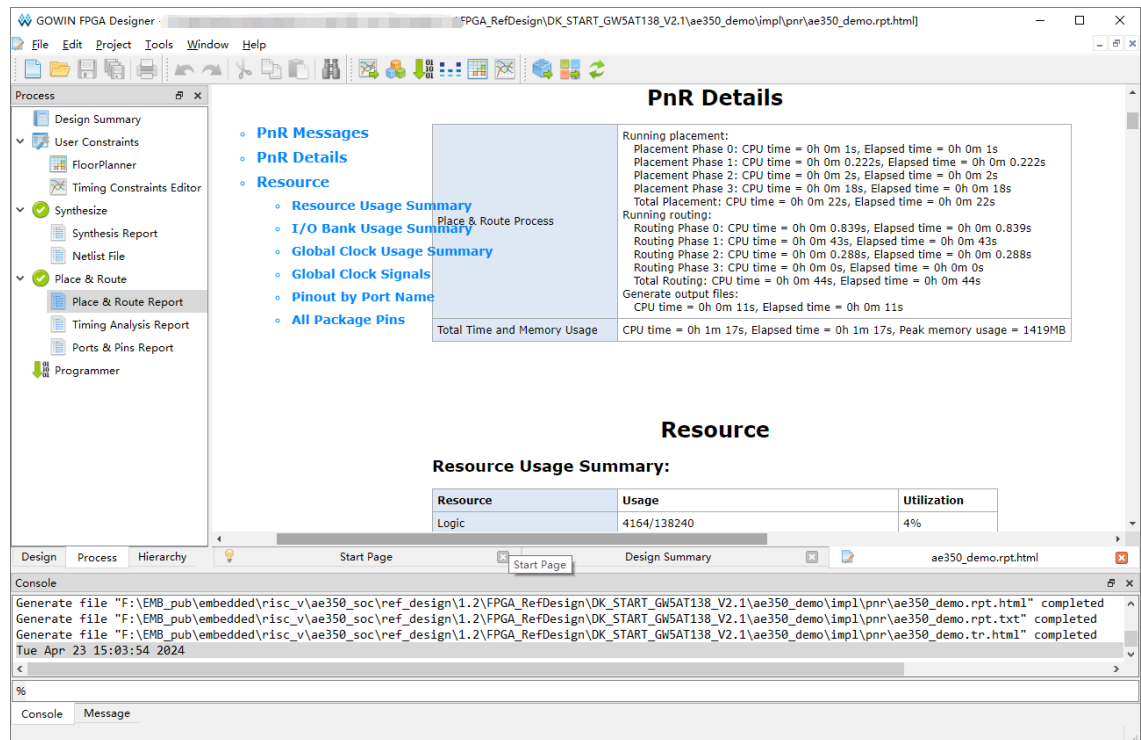 GOWIN FPGA Designer - \FPGA_RefDesign\DK_START_GW5AT138_V2.1\ae350_demo\impl\pnr\ae350_demo.rpt.html]
File Edit Project Tools Window Help
Process
Design Summary
User Constraints
FloorPlanner
Timing Constraints Editor
Synthesize
Synthesis Report
Netlist File
Place & Route
Place & Route Report
Timing Analysis Report
Ports & Pins Report
Programmer
Design Process Hierarchy
PnR Messages
PnR Details
Resource
Resource Usage Summary
I/O Bank Usage Summary
Global Clock Usage Summary
Global Clock Signals
Pinout by Port Name
All Package Pins
PnR Details
Place & Route Process
Running placement:
Placement Phase 0: CPU time = 0h 0m 1s, Elapsed time = 0h 0m 1s
Placement Phase 1: CPU time = 0h 0m 0.222s, Elapsed time = 0h 0m 0.222s
Placement Phase 2: CPU time = 0h 0m 2s, Elapsed time = 0h 0m 2s
Placement Phase 3: CPU time = 0h 0m 18s, Elapsed time = 0h 0m 18s
Total Placement: CPU time = 0h 0m 22s, Elapsed time = 0h 0m 22s
Running routing:
Routing Phase 0: CPU time = 0h 0m 0.839s, Elapsed time = 0h 0m 0.839s
Routing Phase 1: CPU time = 0h 0m 43s, Elapsed time = 0h 0m 43s
Routing Phase 2: CPU time = 0h 0m 0.288s, Elapsed time = 0h 0m 0.288s
Routing Phase 3: CPU time = 0h 0m 0s, Elapsed time = 0h 0m 0s
Total Routing: CPU time = 0h 0m 44s, Elapsed time = 0h 0m 44s
Generate output files:
CPU time = 0h 0m 11s, Elapsed time = 0h 0m 11s
Total Time and Memory Usage CPU time = 0h 1m 17s, Elapsed time = 0h 1m 17s, Peak memory usage = 1419MB
Resource
Resource Usage Summary:
Resource Usage Utilization
Logic 4164/138240 4%
Start Page Design Summary ae350_demo.rpt.html
Start Page
Console
Generate file "F:\EMB_pub\embedded\risc_v\ae350_soc\ref_design\1.2\FPGA_RefDesign\DK_START_GW5AT138_V2.1\ae350_demo\impl\pnr\ae350_demo.rpt.html" completed
Generate file "F:\EMB_pub\embedded\risc_v\ae350_soc\ref_design\1.2\FPGA_RefDesign\DK_START_GW5AT138_V2.1\ae350_demo\impl\pnr\ae350_demo.rpt.txt" completed
Generate file "F:\EMB_pub\embedded\risc_v\ae350_soc\ref_design\1.2\FPGA_RefDesign\DK_START_GW5AT138_V2.1\ae350_demo\impl\pnr\ae350_demo.tr.html" completed
Tue Apr 23 15:03:54 2024
%
Console Message